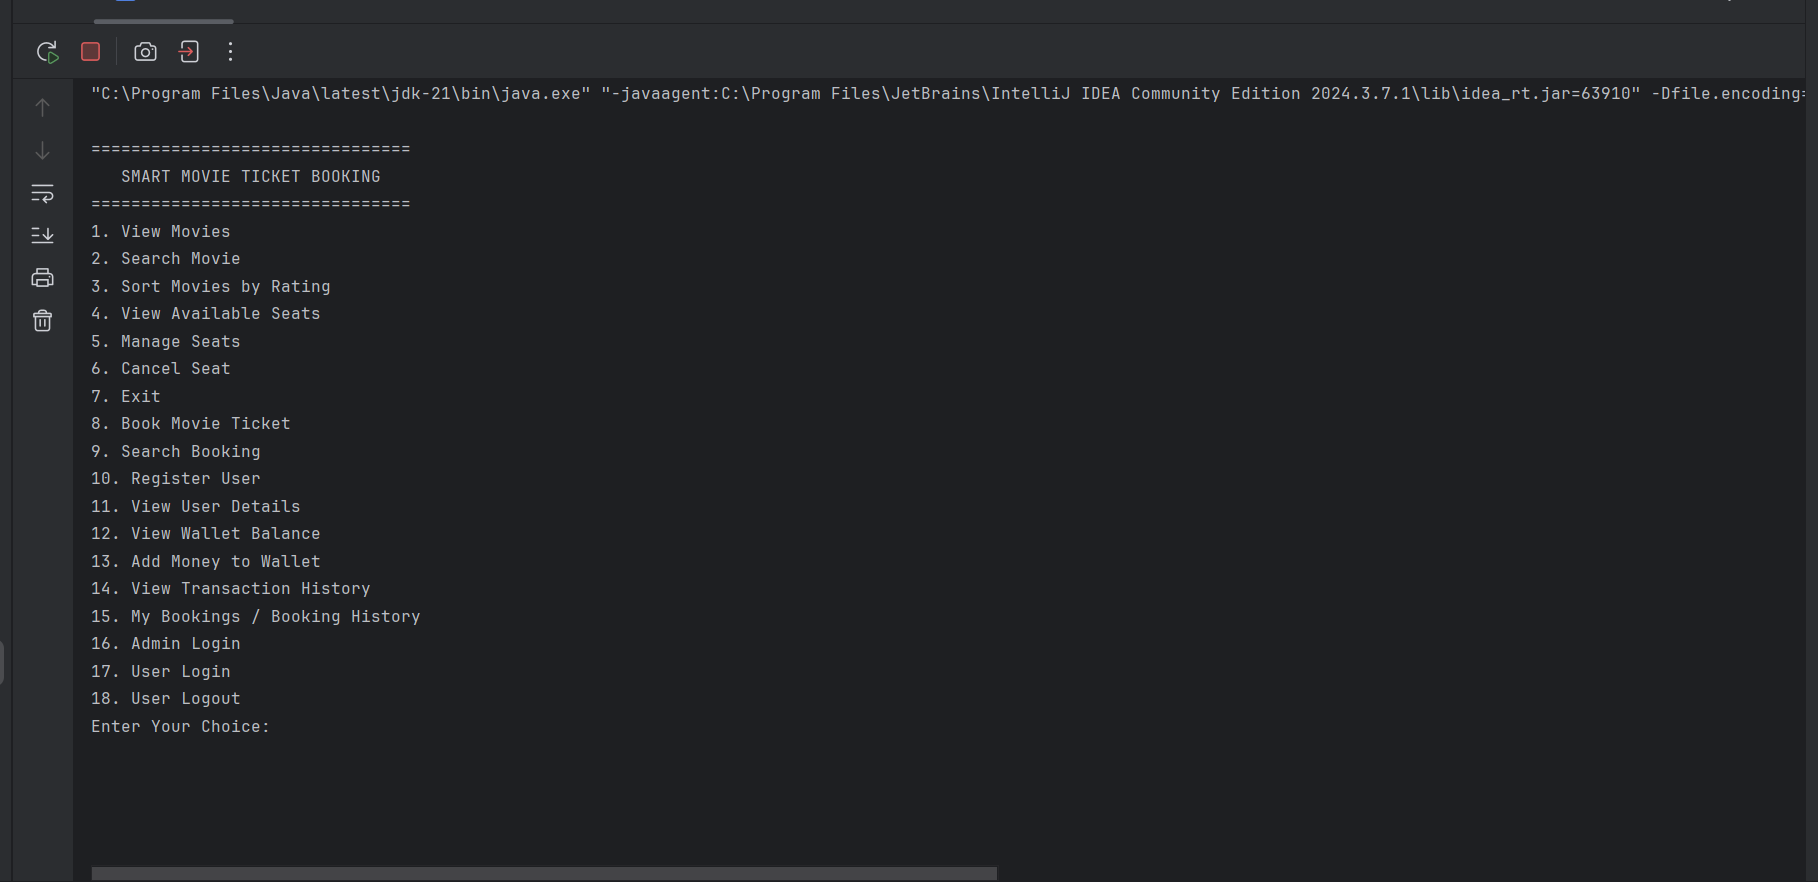 "C:\Program Files\Java\latest\jdk-21\bin\java.exe" "-javaagent:C:\Program Files\JetBrains\IntelliJ IDEA Community Edition 2024.3.7.1\lib\idea_rt.jar=63910" -Dfile.encoding=
================================
   SMART MOVIE TICKET BOOKING
================================
1. View Movies
2. Search Movie
3. Sort Movies by Rating
4. View Available Seats
5. Manage Seats
6. Cancel Seat
7. Exit
8. Book Movie Ticket
9. Search Booking
10. Register User
11. View User Details
12. View Wallet Balance
13. Add Money to Wallet
14. View Transaction History
15. My Bookings / Booking History
16. Admin Login
17. User Login
18. User Logout
Enter Your Choice: